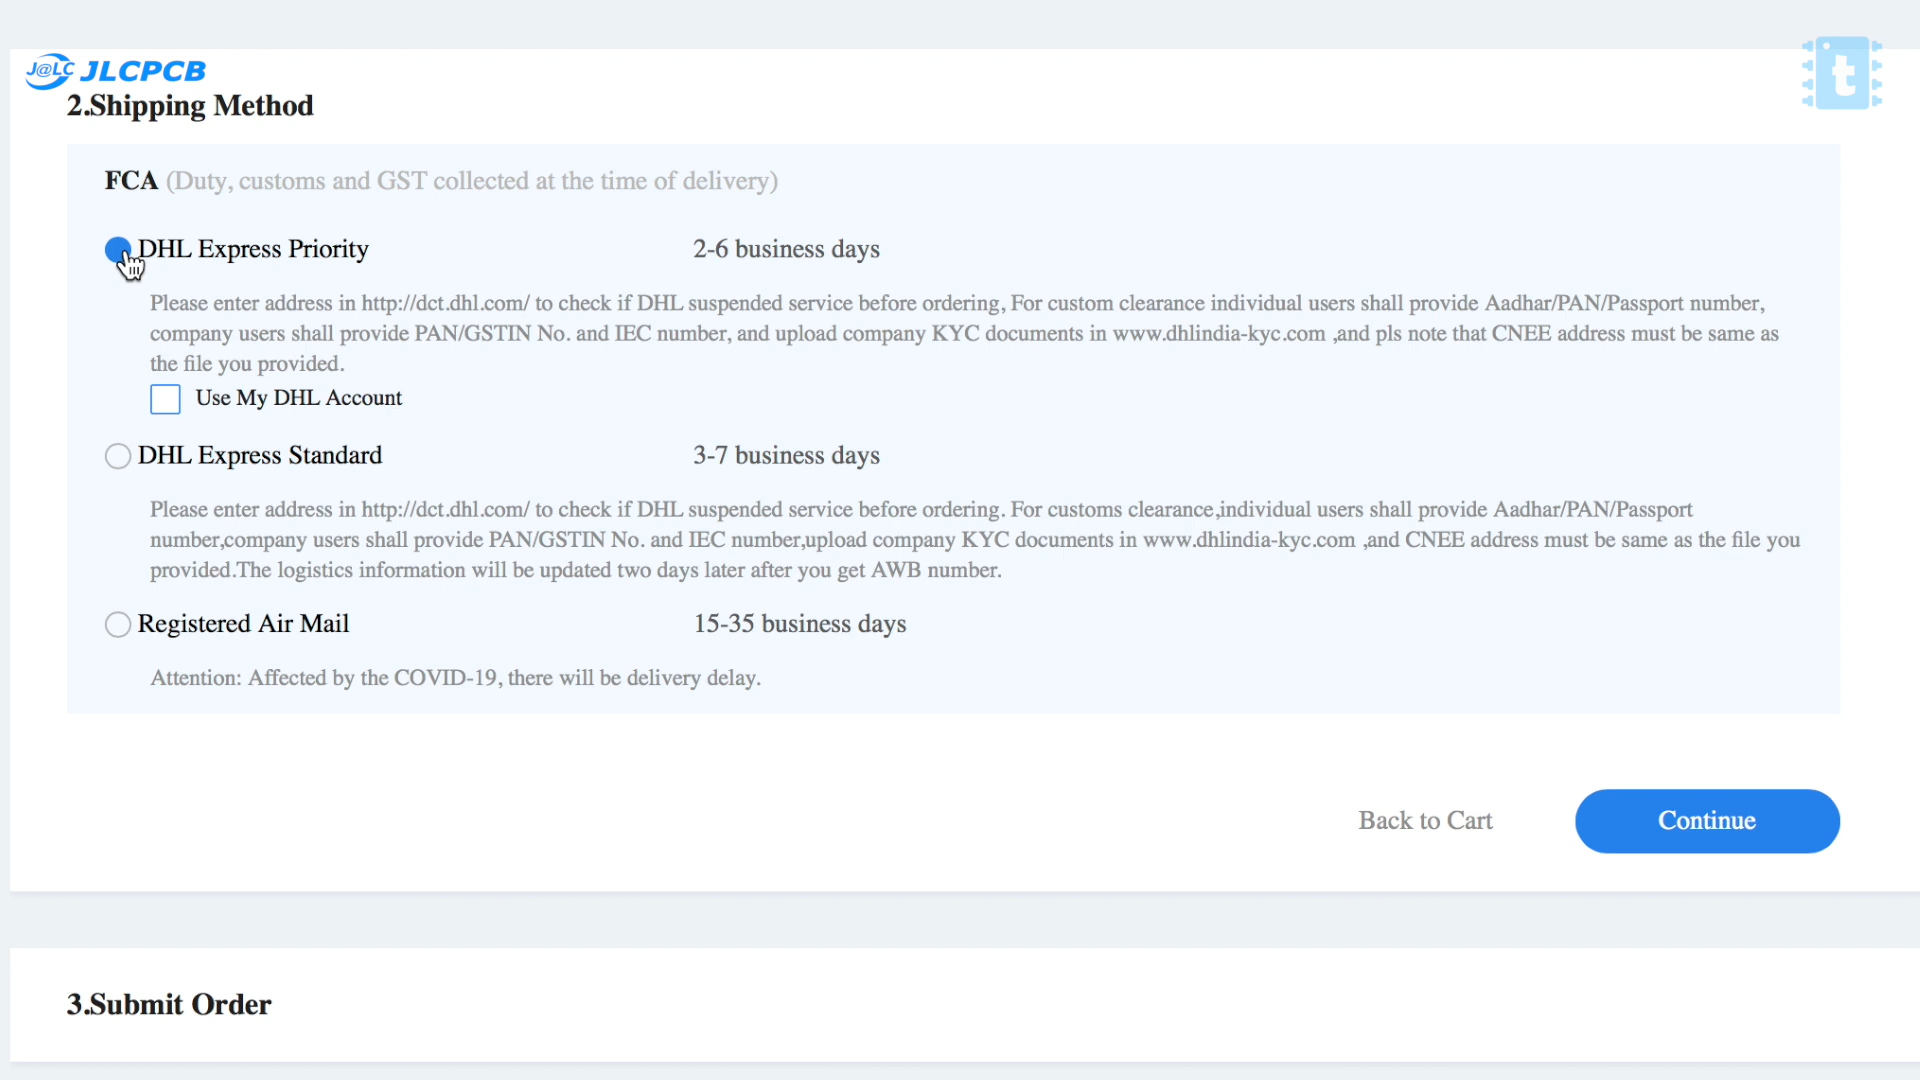 J@LC JLCPCB
t
2.Shipping Method
FCA (Duty, customs and GST collected at the time of delivery)
DHL Express Priority 2-6 business days
Please enter address in http://dct.dhl.com/ to check if DHL suspended service before ordering, For custom clearance individual users shall provide Aadhar/PAN/Passport number,
company users shall provide PAN/GSTIN No. and IEC number, and upload company KYC documents in www.dhlindia-kyc.com ,and pls note that CNEE address must be same as
the file you provided.
Use My DHL Account
DHL Express Standard 3-7 business days
Please enter address in http://dct.dhl.com/ to check if DHL suspended service before ordering. For customs clearance,individual users shall provide Aadhar/PAN/Passport
number,company users shall provide PAN/GSTIN No. and IEC number,upload company KYC documents in www.dhlindia-kyc.com ,and CNEE address must be same as the file you
provided.The logistics information will be updated two days later after you get AWB number.
Registered Air Mail 15-35 business days
Attention: Affected by the COVID-19, there will be delivery delay.
Back to Cart Continue
3.Submit Order